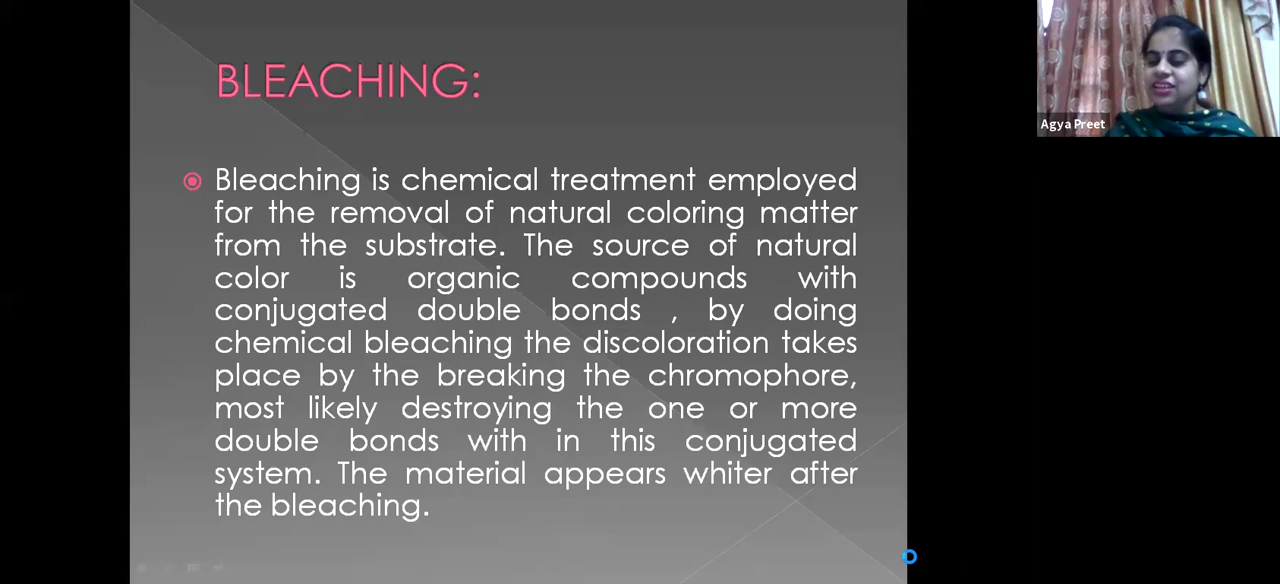 BLEACHING:
Bleaching is chemical treatment employed
for the removal of natural coloring matter
from the substrate. The source of natural
color is organic compounds with
conjugated double bonds , by doing
chemical bleaching the discoloration takes
place by the breaking the chromophore,
most likely destroying the one or more
double bonds with in this conjugated
system. The material appears whiter after
the bleaching.
Agya Preet